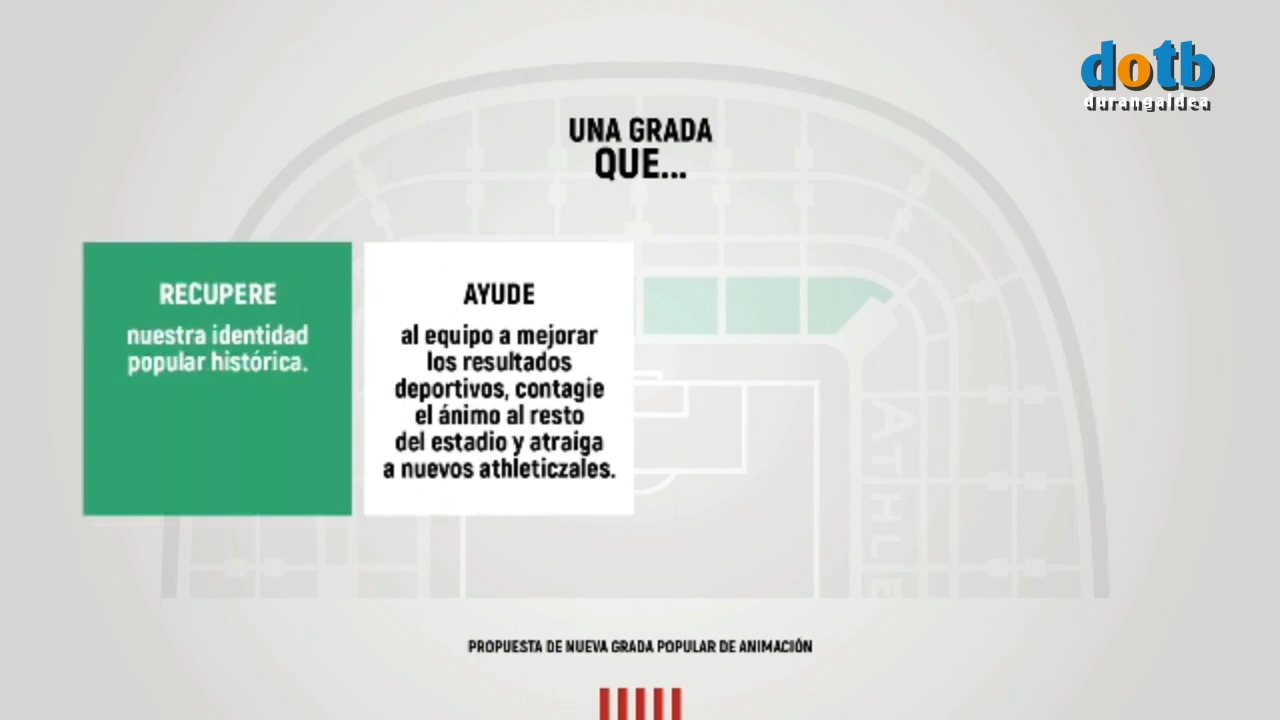 dotb
durangaldea
UNA GRADA
QUE...
RECUPERE
nuestra identidad
popular histórica.
AYUDE
al equipo a mejorar
los resultados
deportivos, contagie
el ánimo al resto
del estadio y atraiga
a nuevos athleticzales.
ATHLE
PROPUESTA DE NUEVA GRADA POPULAR DE ANIMACIÓN